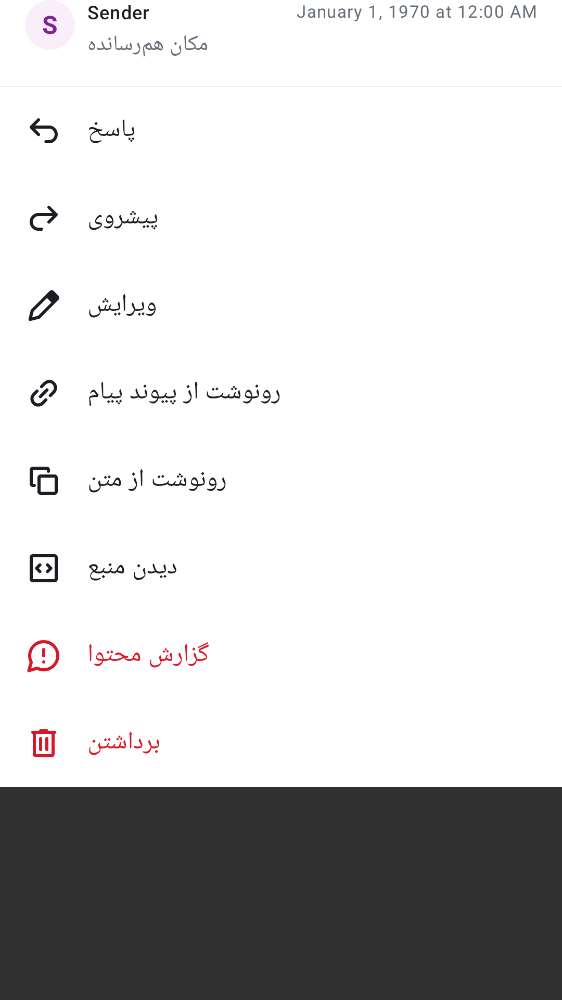 S
Sender
January 1, 1970 at 12:00 AM
مکان هم‌رسانده
پاسخ
پیشروی
ویرایش
رونوشت از پیوند پیام
رونوشت از متن
دیدن منبع
گزارش محتوا
برداشتن